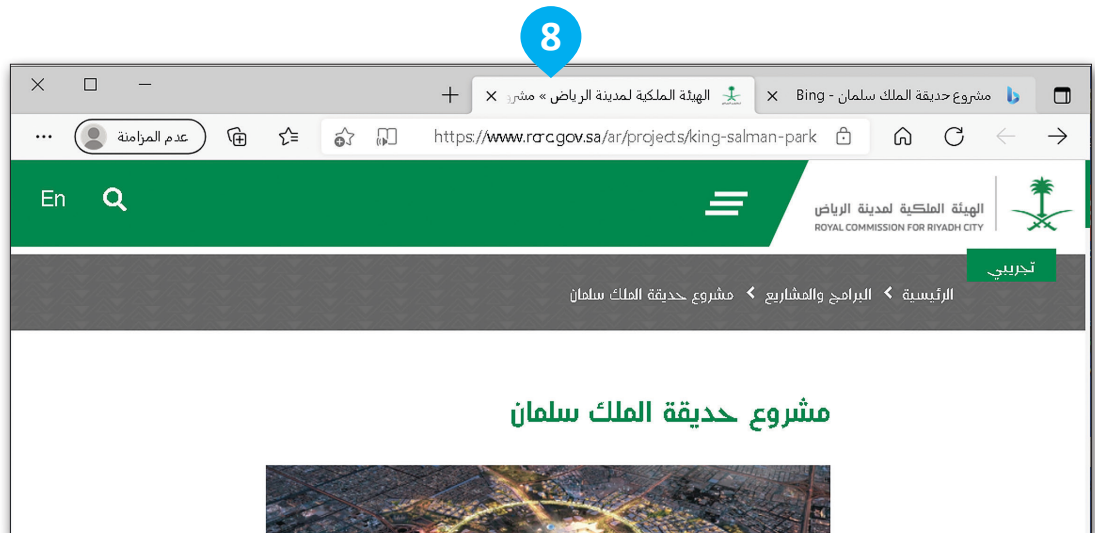 8
مشروع حديقة الملك سلمان - Bing
الهيئة الملكية لمدينة الرياض » مشرو
https://www.rcrc.gov.sa/ar/projects/king-salman-park
عدم المزامنة
الهيئة الملكية لمدينة الرياض
ROYAL COMMISSION FOR RIYADH CITY
En
تجريبي
الرئيسية > البرامج والمشاريع > مشروع حديقة الملك سلمان
مشروع حديقة الملك سلمان